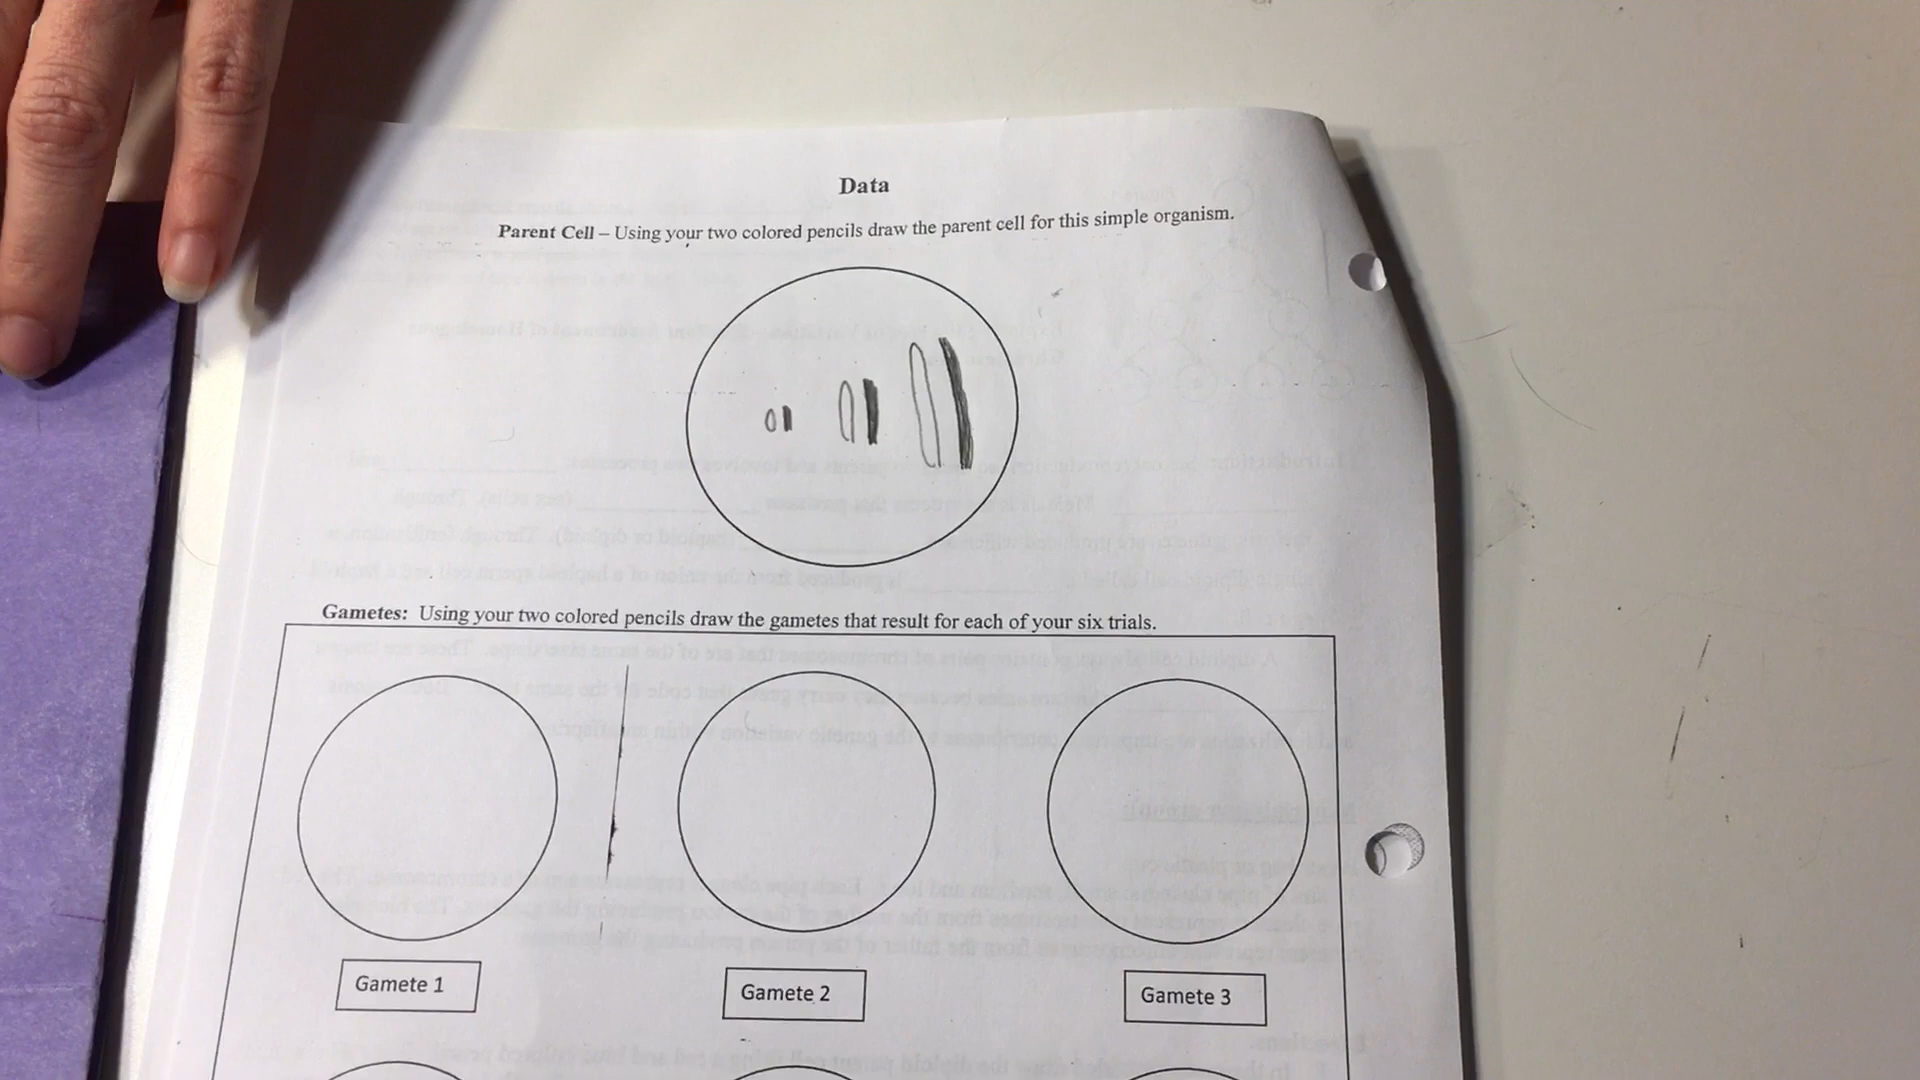 Data
Parent Cell – Using your two colored pencils draw the parent cell for this simple organism.
Gametes: Using your two colored pencils draw the gametes that result for each of your six trials.
Gamete 1
Gamete 2
Gamete 3